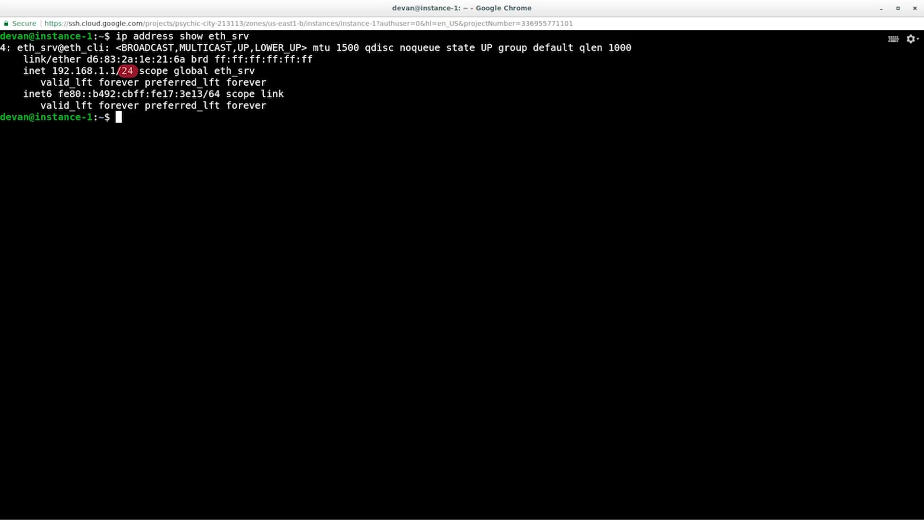 devan@instance-1: ~ - Google Chrome
Secure https://ssh.cloud.google.com/projects/psychic-city-213113/zones/us-east1-b/instances/instance-1?authuser=0&hl=en_US&projectNumber=336955771101
devan@instance-1:~$ ip address show eth_srv
4: eth_srv@eth_cli: <BROADCAST,MULTICAST,UP,LOWER_UP> mtu 1500 qdisc noqueue state UP group default qlen 1000
link/ether d6:83:2a:1e:21:6a brd ff:ff:ff:ff:ff:ff
inet 192.168.1.1/24 scope global eth_srv
valid_lft forever preferred_lft forever
inet6 fe80::b492:cbff:fe17:3e13/64 scope link
valid_lft forever preferred_lft forever
devan@instance-1:~$